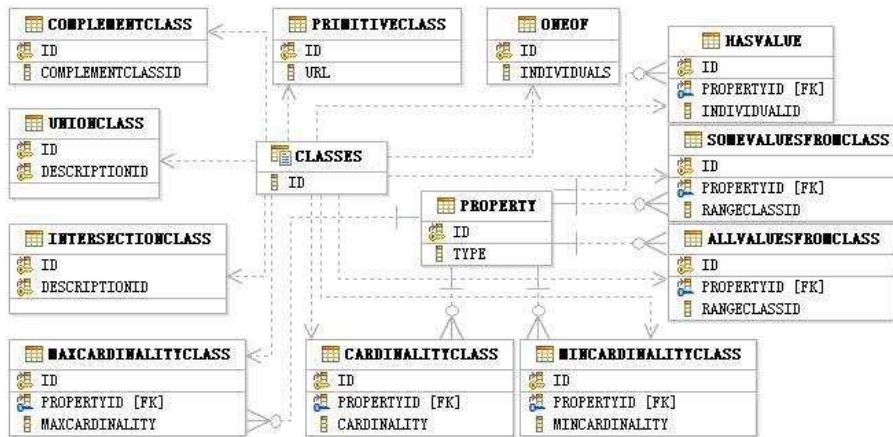 COMPLEMENTCLASS
ID
COMPLEMENTCLASSID
PRIMITIVECLASS
ID
URL
ONEOF
ID
INDIVIDUALS
HASVALUE
ID
PROPERTYID [FK]
INDIVIDUALID
UNIONCLASS
ID
DESCRIPTIONID
CLASSES
ID
SOMEVALUESFROMCLASS
ID
PROPERTYID [FK]
RANGECLASSID
PROPERTY
ID
TYPE
INTERSECTIONCLASS
ID
DESCRIPTIONID
ALLVALUESFROMCLASS
ID
PROPERTYID [FK]
RANGECLASSID
MAXCARDINALITYCLASS
ID
PROPERTYID [FK]
MAXCARDINALITY
CARDINALITYCLASS
ID
PROPERTYID [FK]
CARDINALITY
MINCARDINALITYCLASS
ID
PROPERTYID [FK]
MINCARDINALITY